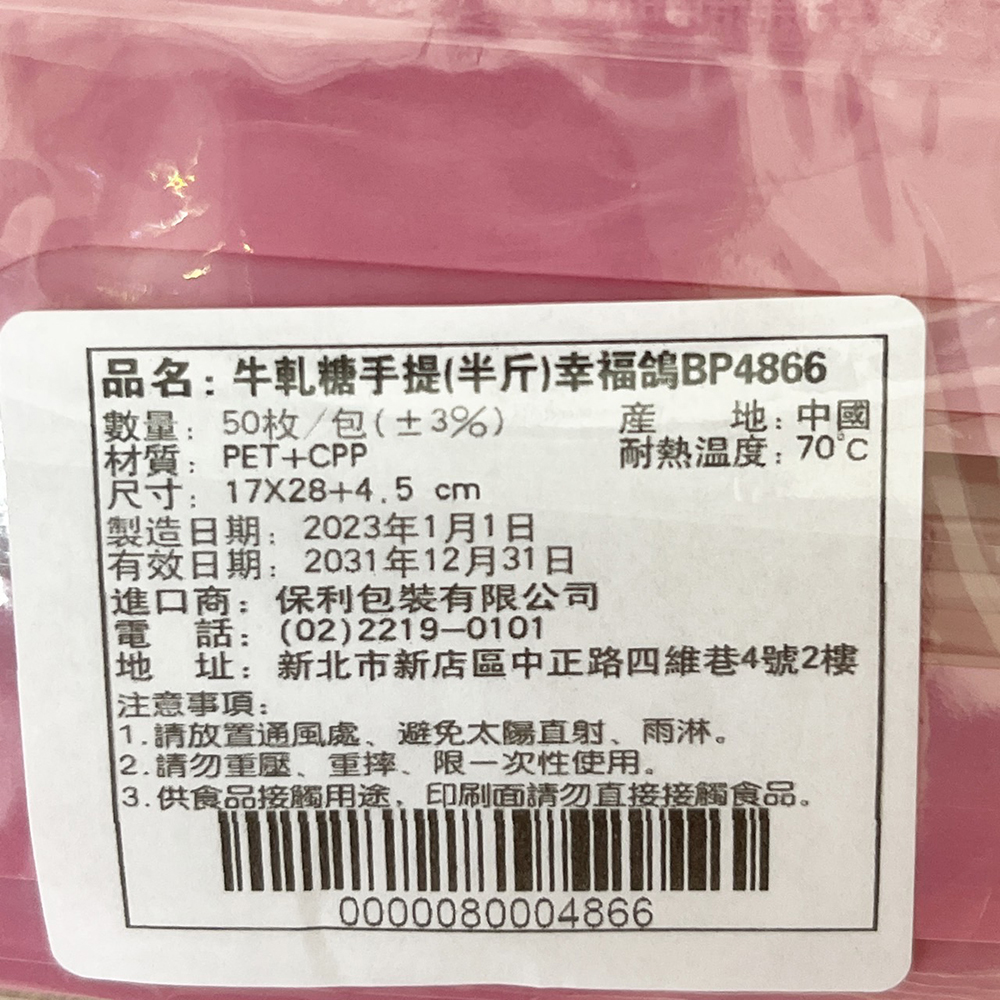 品名：牛軋糖手提(半斤)幸福鴿BP4866
數量：50枚／包(±3%)　產　地：中國
材質：PET+CPP　耐熱溫度：70℃
尺寸：17X28+4.5 cm
製造日期：2023年1月1日
有效日期：2031年12月31日
進口商：保利包裝有限公司
電　話：(02)2219-0101
地　址：新北市新店區中正路四維巷4號2樓
注意事項：
1.請放置通風處、避免太陽直射、雨淋。
2.請勿重壓、重摔、限一次性使用。
3.供食品接觸用途，印刷面請勿直接接觸食品。
0000080004866